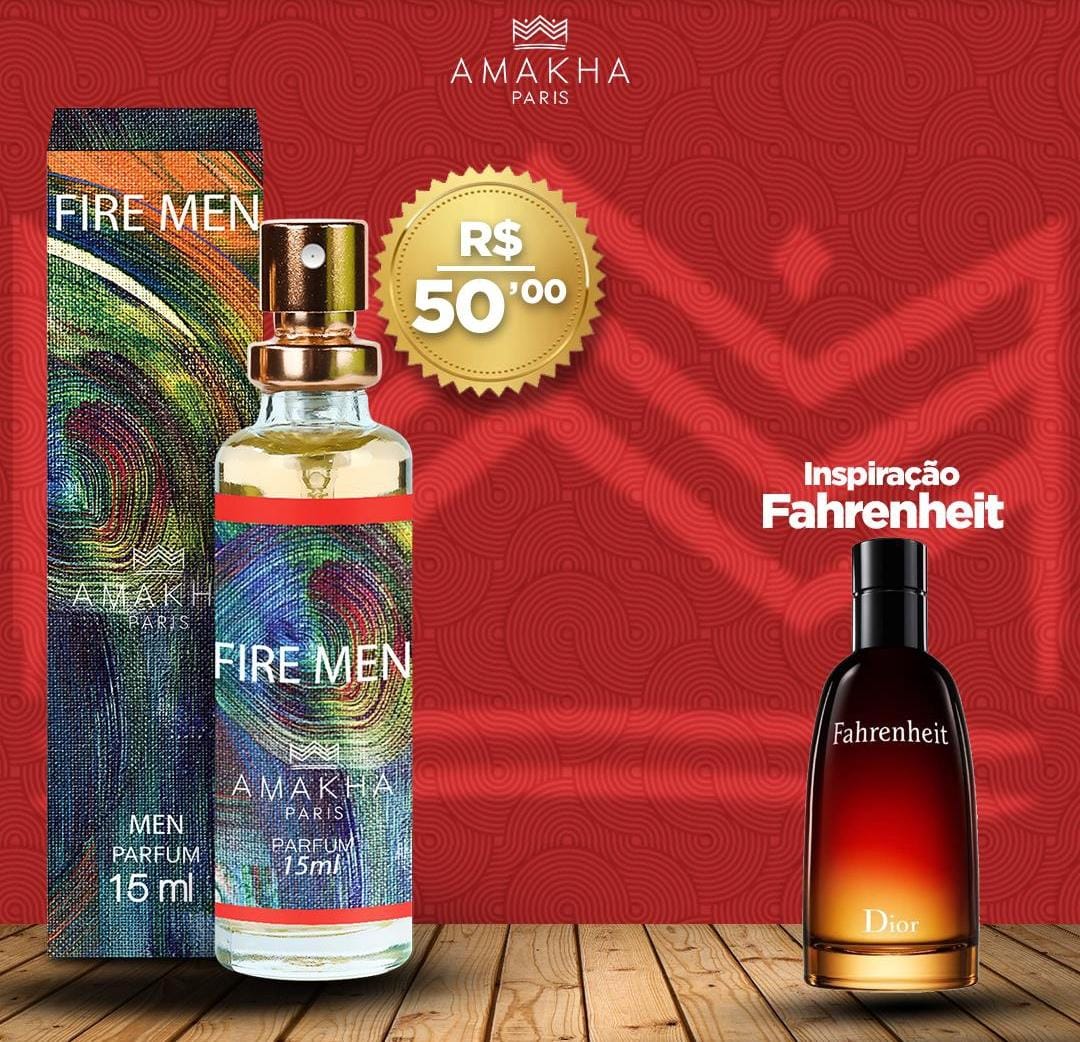 AMAKHA
PARIS
FIRE MEN
R$
50,00
Inspiração
Fahrenheit
AMAKH
PARIS
MEN
PARFUM
15 ml
FIRE MEN
AMAKHA
PARIS
PARFUM
15ml
Fahrenheit
Dior